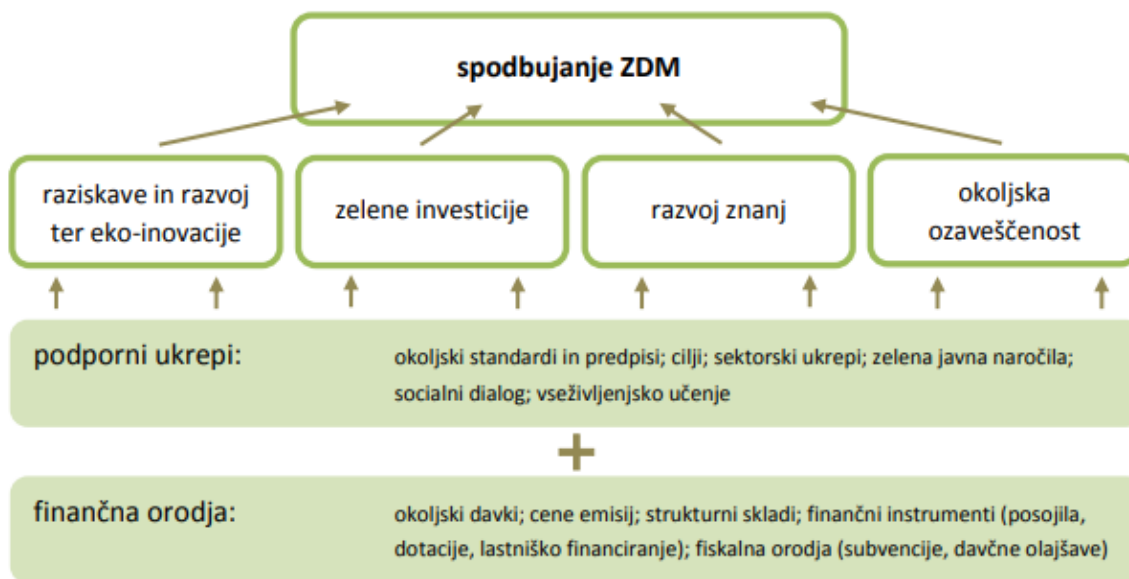 spodbujanje ZDM
raziskave in razvoj
ter eko-inovacije
zelene investicije
razvoj znanj
okoljska
ozaveščenost
podporni ukrepi:
okoljski standardi in predpisi; cilji; sektorski ukrepi; zelena javna naročila;
socialni dialog; vseživljenjsko učenje
+
finančna orodja:
okoljski davki; cene emisij; strukturni skladi; finančni instrumenti (posojila,
dotacije, lastniško financiranje); fiskalna orodja (subvencije, davčne olajšave)